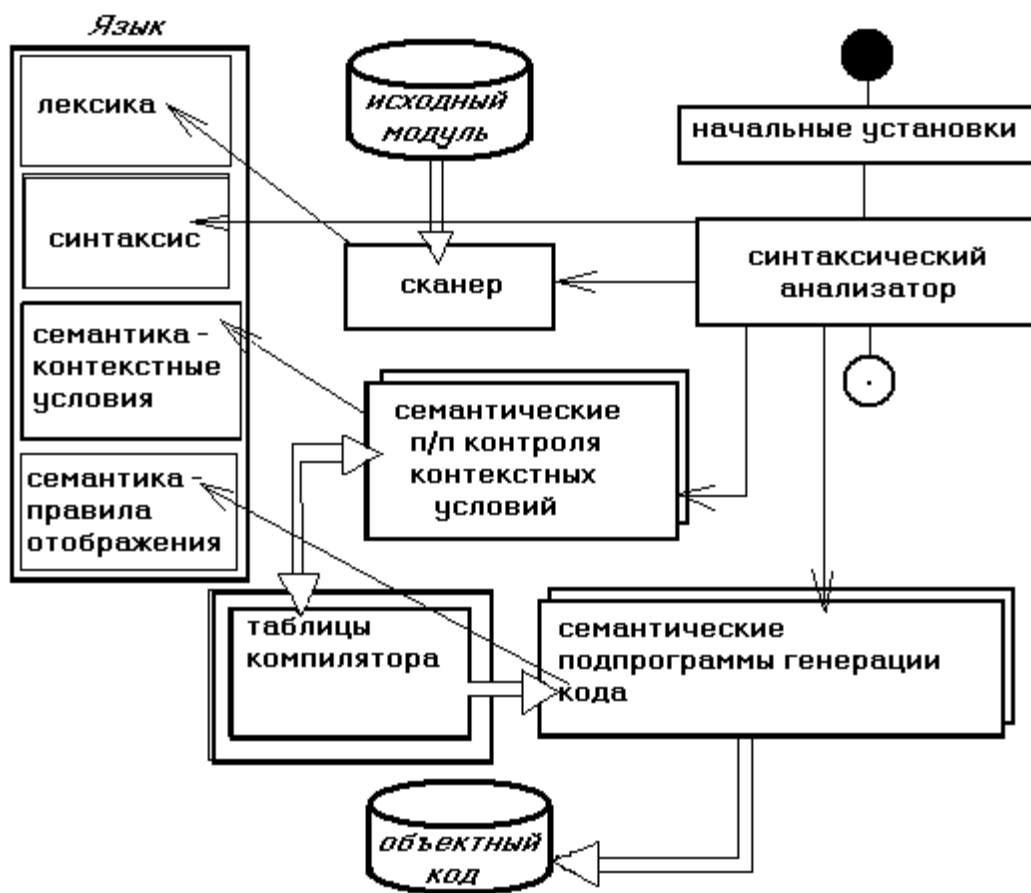 Язык
лексика
исходный
модуль
начальные установки
синтаксис
сканер
синтаксический
анализатор
семантика -
контекстные
условия
семантические
п/п контроля
контекстных
условий
семантика -
правила
отображения
таблицы
компилятора
семантические
подпрограммы генерации
кода
объектный
код